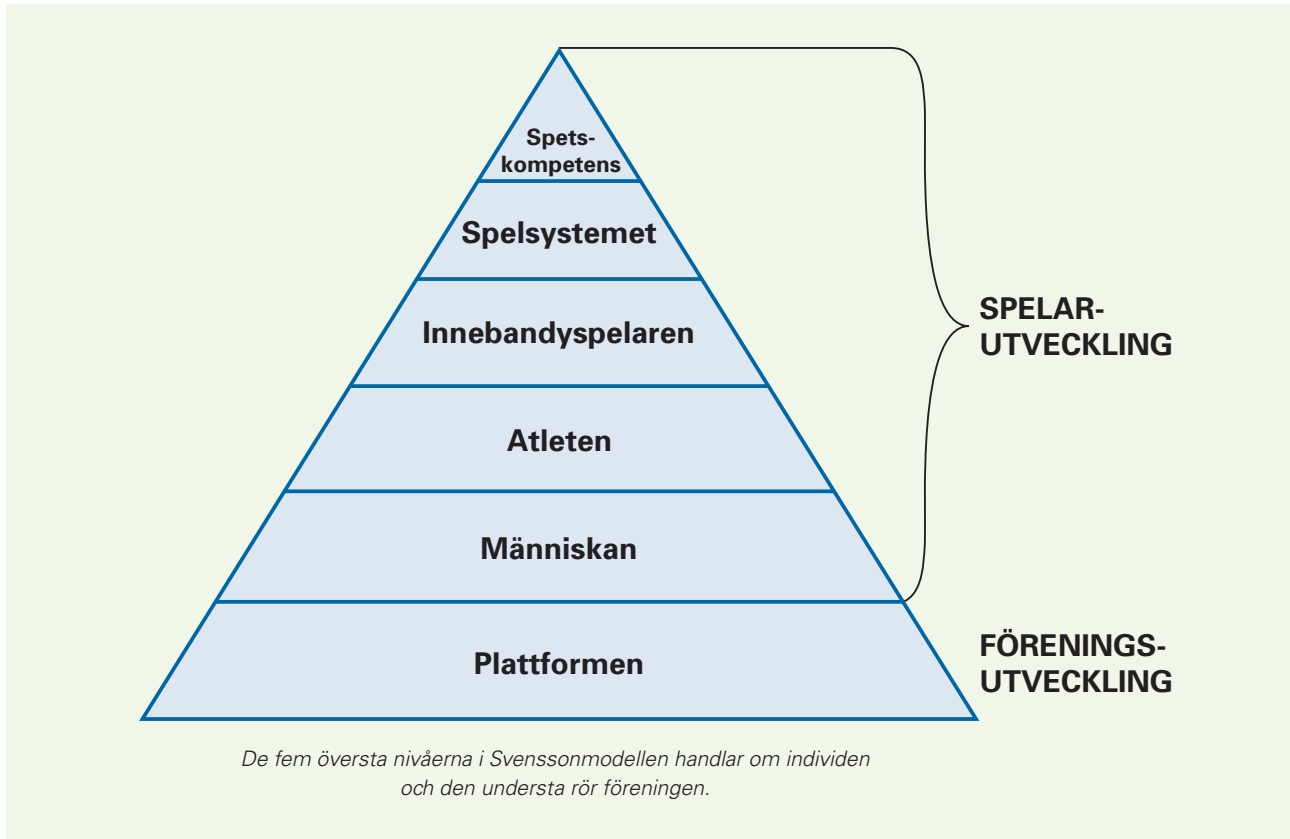 Spets-
kompetens
Spelsystemet
Innebandyspelaren
Atleten
Människan
Plattformen
SPELAR-
UTVECKLING
FÖRENINGS-
UTVECKLING
De fem översta nivåerna i Svenssonmodellen handlar om individen
och den understa rör föreningen.